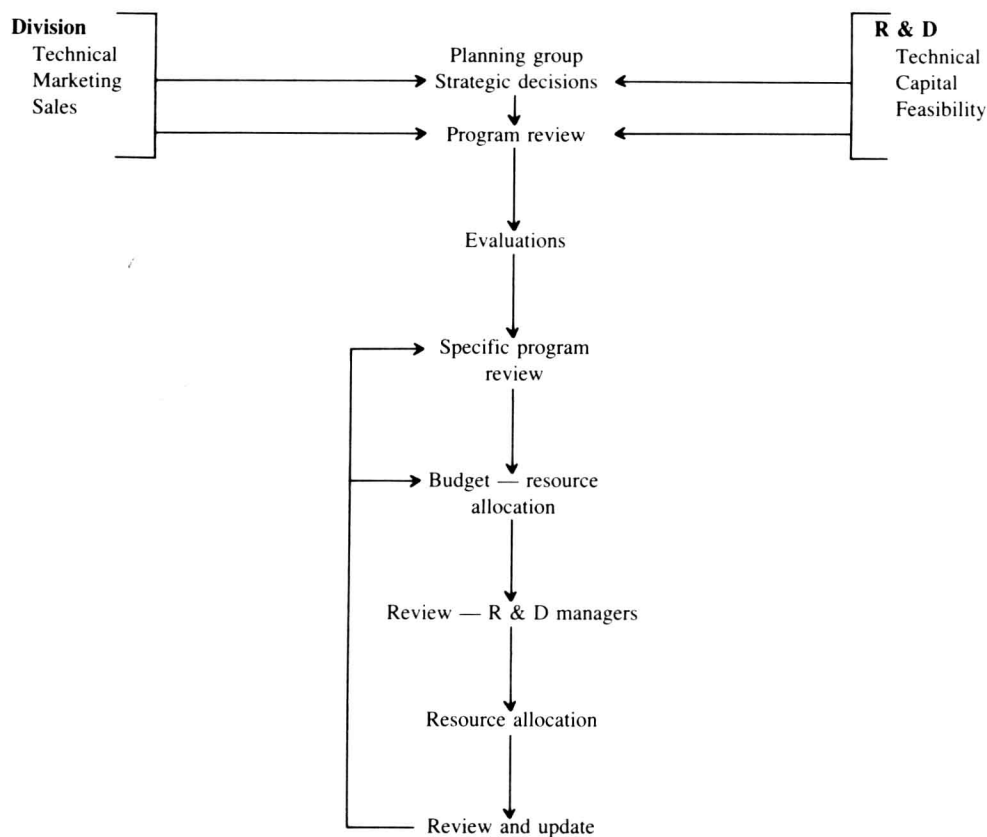 Division
Technical
Marketing
Sales
Planning group
Strategic decisions
Program review
R & D
Technical
Capital
Feasibility
Evaluations
Specific program
review
Budget — resource
allocation
Review — R & D managers
Resource allocation
Review and update